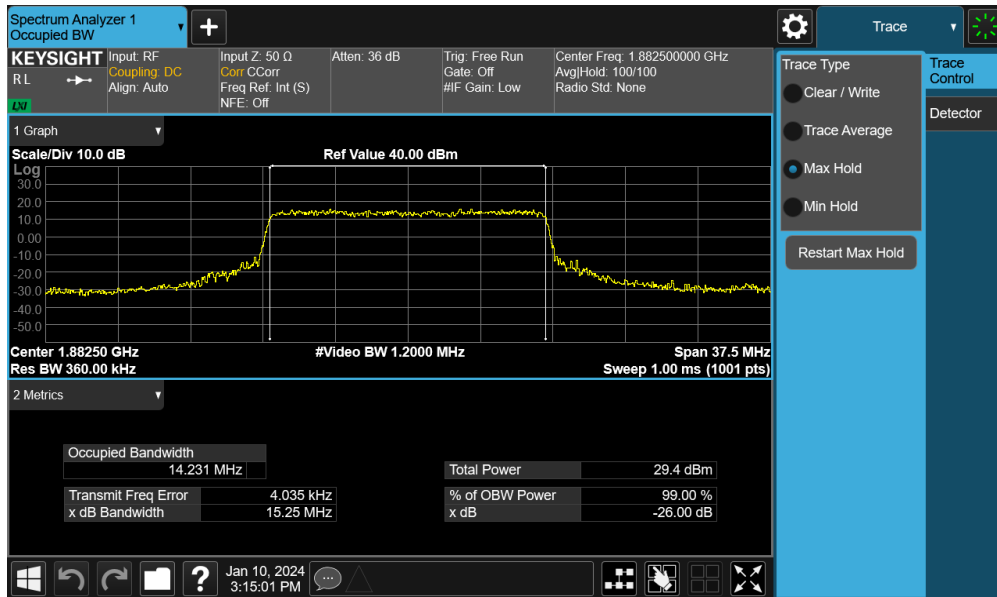 Spectrum Analyzer 1
Occupied BW
Trace
KEYSIGHT
R L
LXI
Input: RF
Coupling: DC
Align: Auto
Input Z: 50 Ω
Corr CCorr
Freq Ref: Int (S)
NFE: Off
Atten: 36 dB
Trig: Free Run
Gate: Off
#IF Gain: Low
Center Freq: 1.882500000 GHz
Avg|Hold: 100/100
Radio Std: None
1 Graph
Scale/Div 10.0 dB
Ref Value 40.00 dBm
Log
30.0
20.0
10.0
0.00
-10.0
-20.0
-30.0
-40.0
-50.0
Center 1.88250 GHz
#Video BW 1.2000 MHz
Span 37.5 MHz
Res BW 360.00 kHz
Sweep 1.00 ms (1001 pts)
2 Metrics
Occupied Bandwidth
14.231 MHz
Total Power 29.4 dBm
Transmit Freq Error 4.035 kHz
% of OBW Power 99.00 %
x dB Bandwidth 15.25 MHz
x dB -26.00 dB
Trace Type
Clear / Write
Trace Average
Max Hold
Min Hold
Restart Max Hold
Trace
Control
Detector
?
Jan 10, 2024
3:15:01 PM